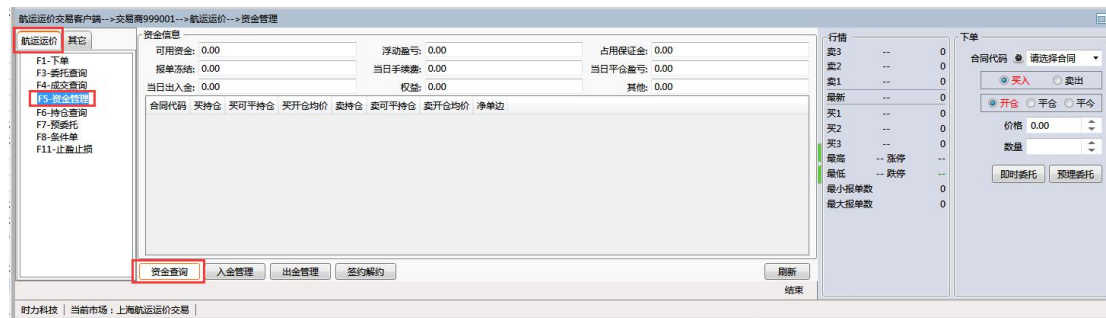 航运运价交易客户端-->交易商999001-->航运运价-->资金管理
航运运价 其它
F1-下单
F3-委托查询
F4-成交查询
F5-资金管理
F6-持仓查询
F7-预委托
F8-条件单
F11-止盈止损
资金信息
可用资金: 0.00 浮动盈亏: 0.00 占用保证金: 0.00
报单冻结: 0.00 当日手续费: 0.00 当日平仓盈亏: 0.00
当日出入金: 0.00 权益: 0.00 其他: 0.00
合同代码 买持仓 买可平持仓 买开仓均价 卖持仓 卖可平持仓 卖开仓均价 净单边
资金查询 入金管理 出金管理 签约解约 刷新
结束
行情
卖3 -- 0
卖2 -- 0
卖1 -- 0
最新 -- 0
买1 -- 0
买2 -- 0
买3 -- 0
最高 -- 涨停 --
最低 -- 跌停 --
最小报单数 0
最大报单数 0
下单
合同代码 请选择合同
买入 卖出
开仓 平仓 平今
价格 0.00
数量
即时委托 预埋委托
时力科技 当前市场：上海航运运价交易